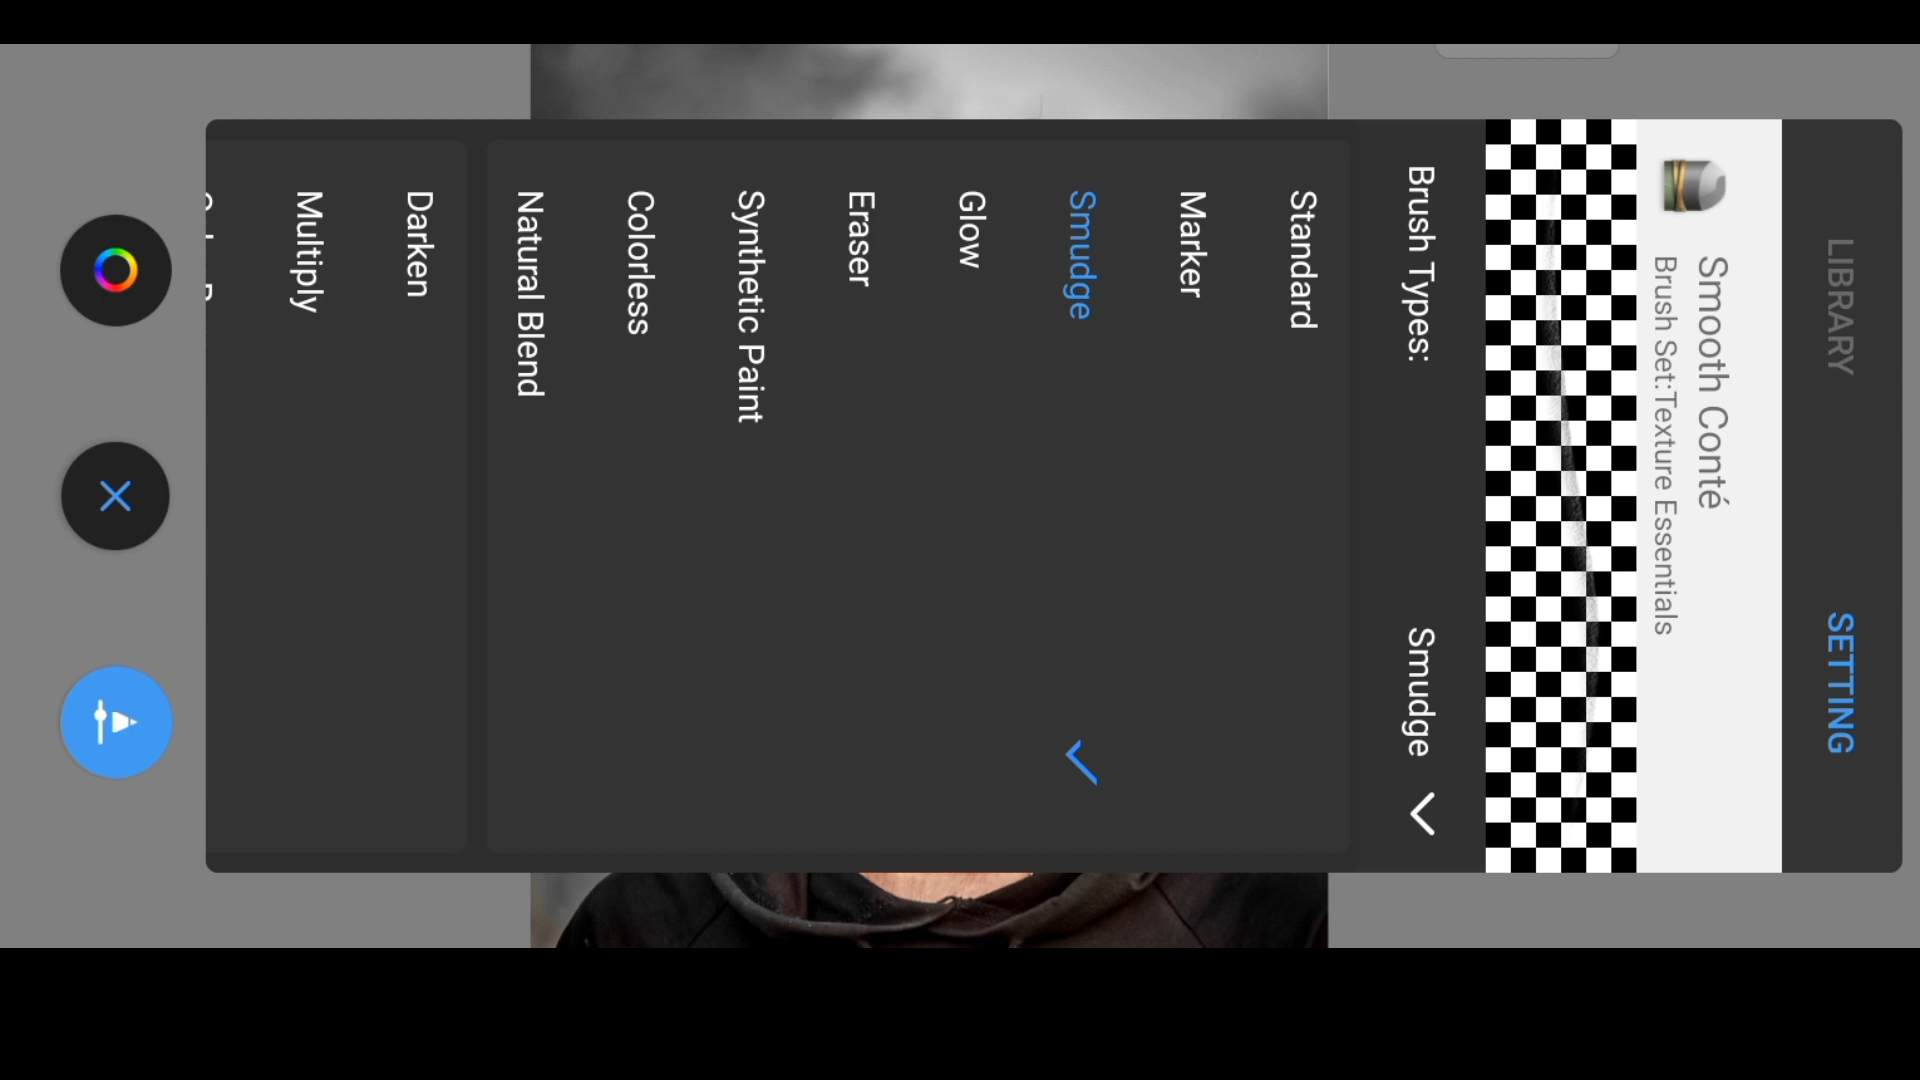 LIBRARY
SETTING
Smooth Conté
Brush Set:Texture Essentials
Brush Types:
Smudge
Standard
Marker
Smudge
Glow
Eraser
Synthetic Paint
Colorless
Natural Blend
Darken
Multiply